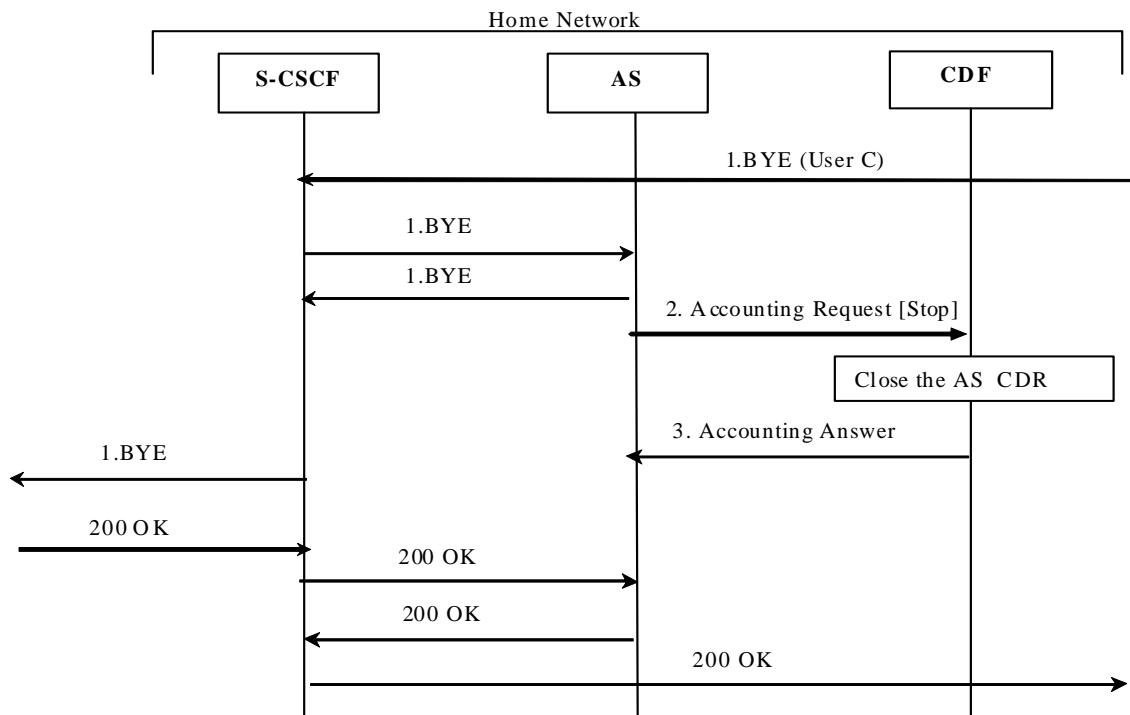 Home Network
S-CSCF
AS
CDF
1.BYE (User C)
1.BYE
1.BYE
2. Accounting Request [Stop]
Close the AS CDR
3. Accounting Answer
1.BYE
200 OK
200 OK
200 OK
200 OK